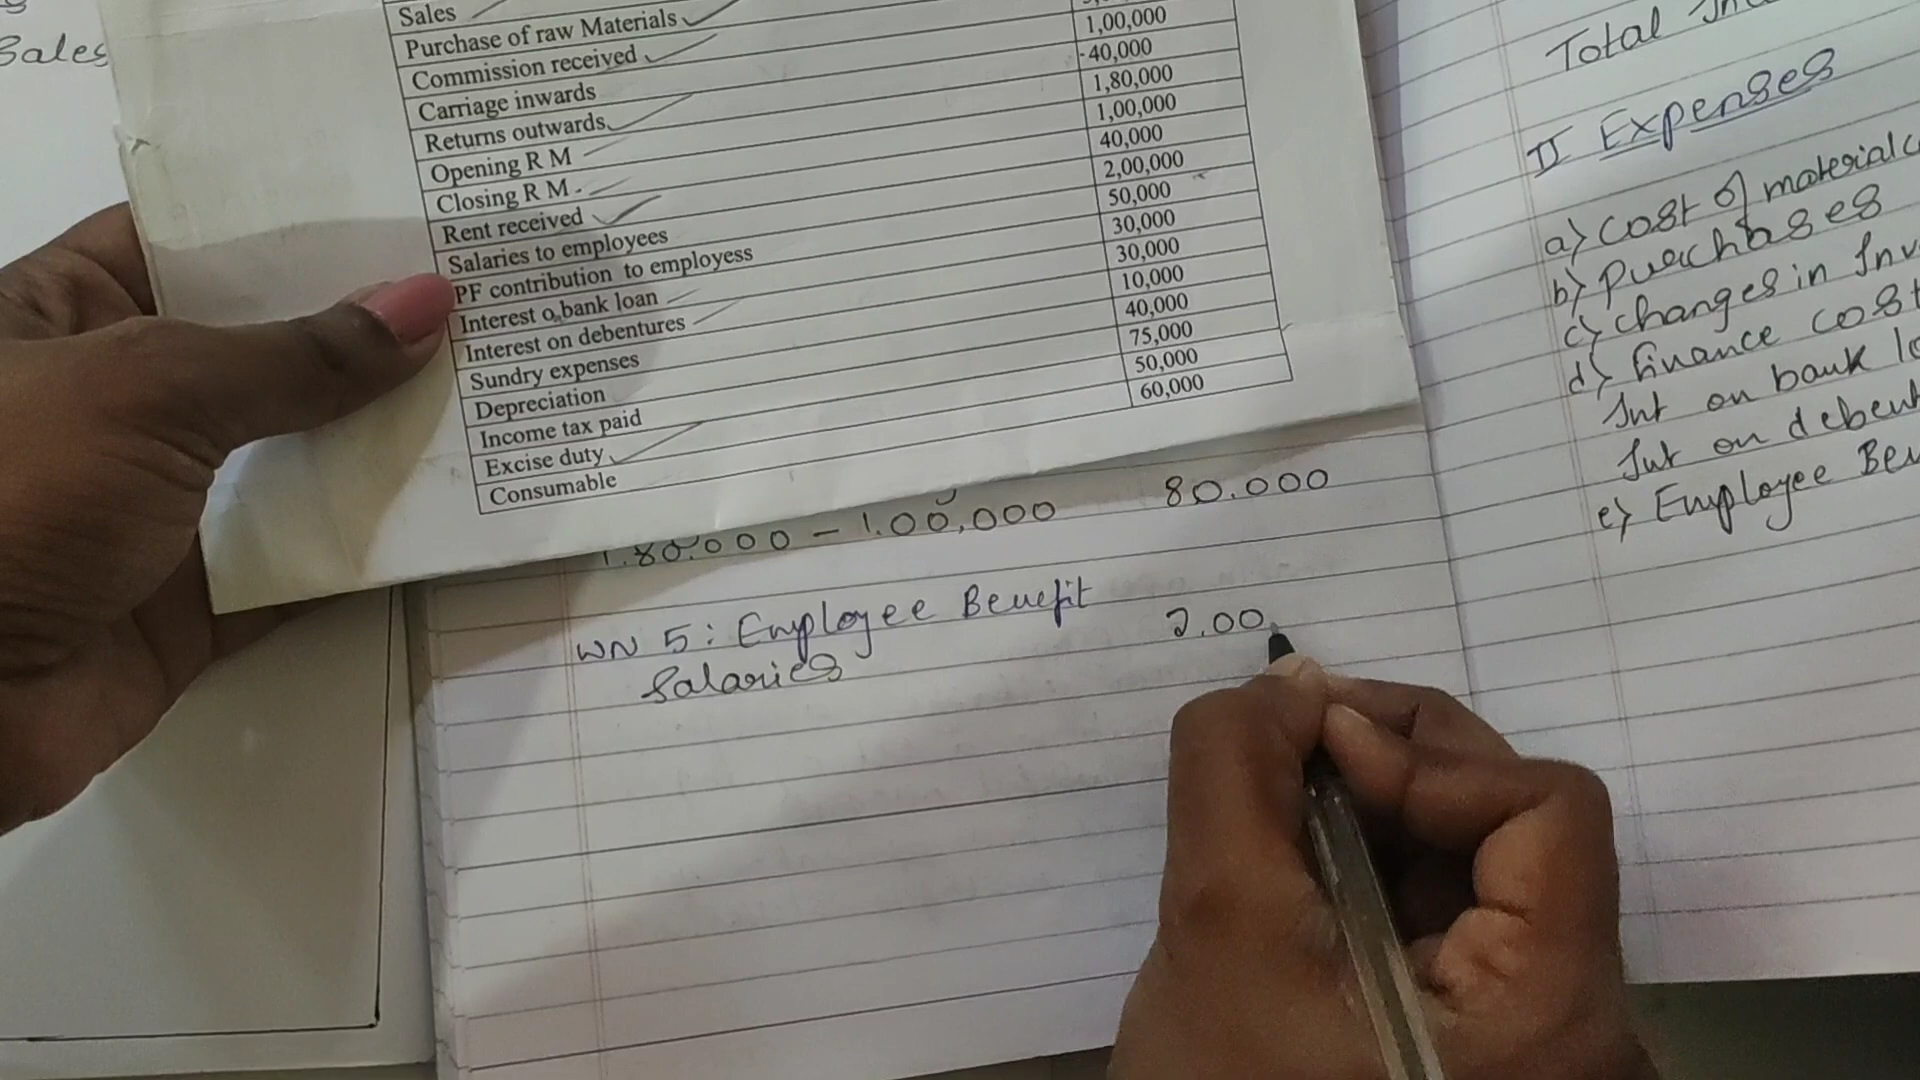 Sales
Sales
Purchase of raw Materials
Commission received 1,00,000
Carriage inwards 40,000
Returns outwards 1,80,000
Opening R M 1,00,000
Closing R M 40,000
Rent received 2,00,000
Salaries to employees 50,000
PF contribution to employess 30,000
Interest o bank loan 30,000
Interest on debentures 10,000
Sundry expenses 40,000
Depreciation 75,000
Income tax paid 50,000
Excise duty 60,000
Consumable
1.80.000 - 1.00,000 80.000
WN 5: Employee Benefit
Salaries 2.00
Total
II Expenses
a) Cost of material
b) Purchases
c) Changes in Inv
d) finance cost
Int on bank lo
Int on debent
e) Employee Ben